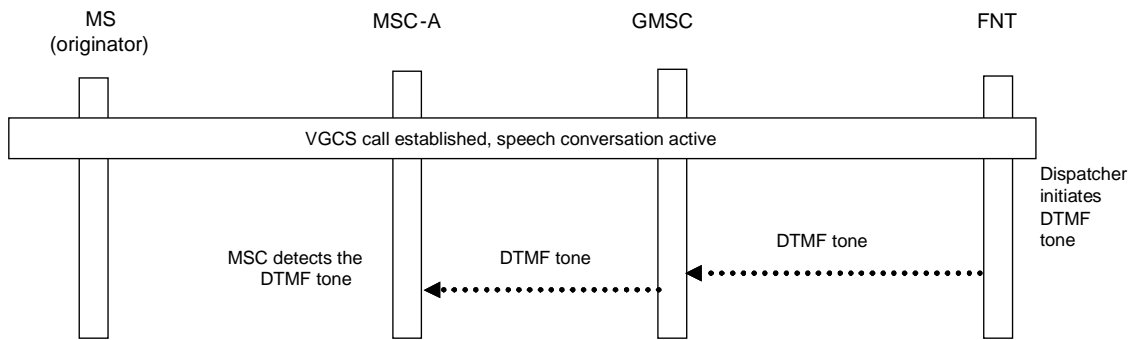 MS
(originator)
MSC-A
GMSC
FNT
VGCS call established, speech conversation active
Dispatcher
initiates
DTMF
tone
DTMF tone
MSC detects the
DTMF tone
DTMF tone